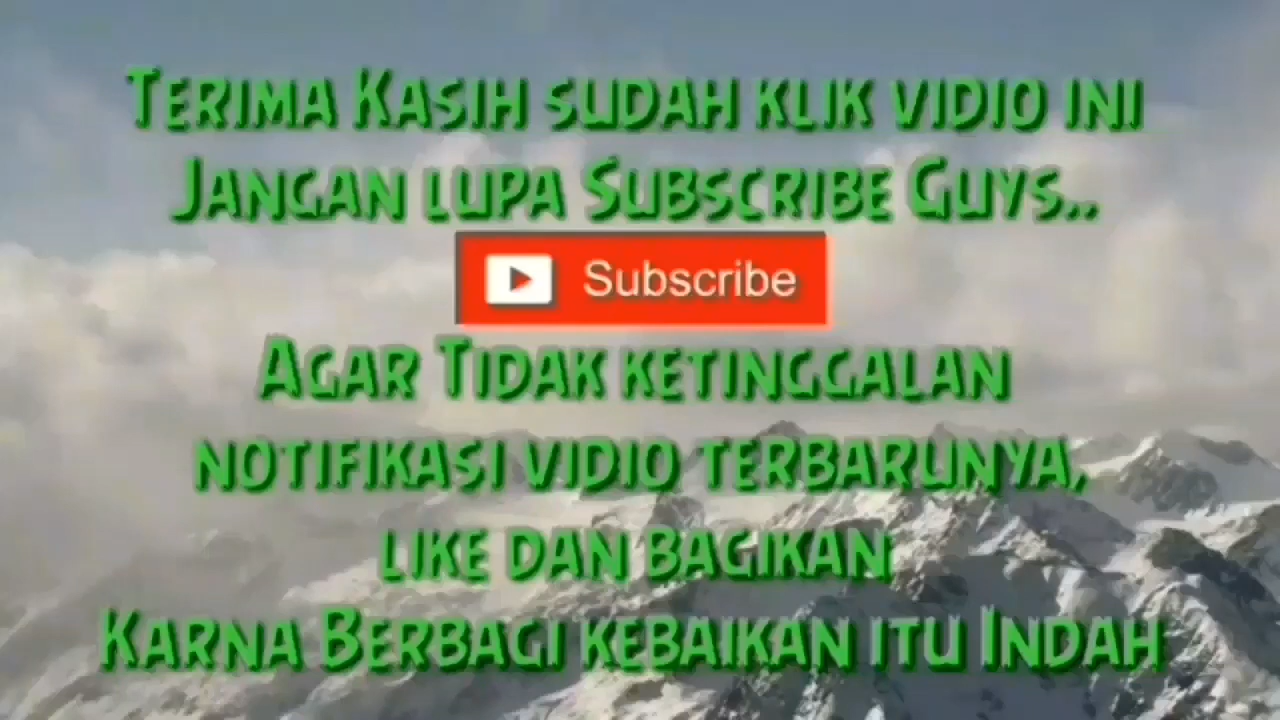 Terima Kasih sudah klik vidio ini
Jangan lupa Subscribe Guys..
Subscribe
Agar Tidak ketinggalan
notifikasi vidio terbarunya,
like dan bagikan
Karna Berbagi kebaikan itu Indah